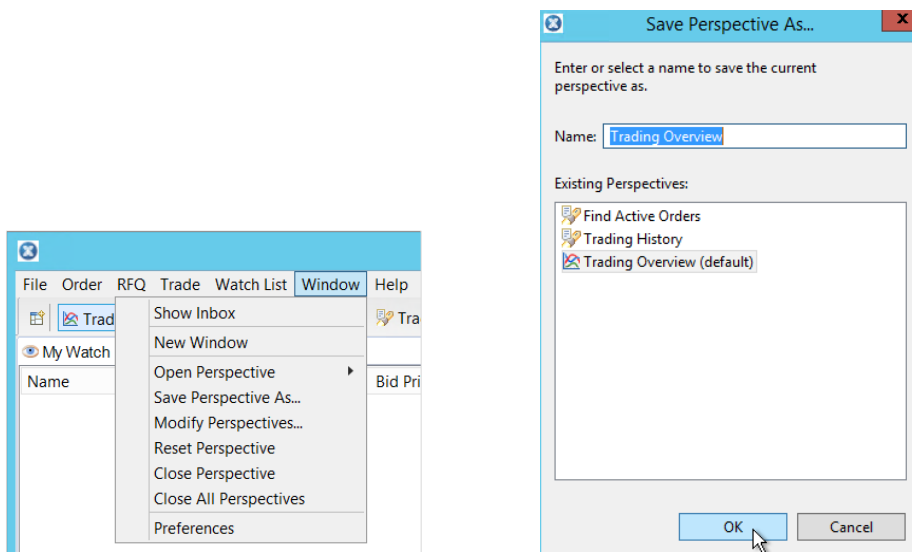 File Order RFQ Trade Watch List Window Help
Trad
Tra
My Watch
Name
Bid Pri
Show Inbox
New Window
Open Perspective
Save Perspective As...
Modify Perspectives...
Reset Perspective
Close Perspective
Close All Perspectives
Preferences
Save Perspective As...
x
Enter or select a name to save the current
perspective as.
Name: Trading Overview
Existing Perspectives:
Find Active Orders
Trading History
Trading Overview (default)
OK Cancel